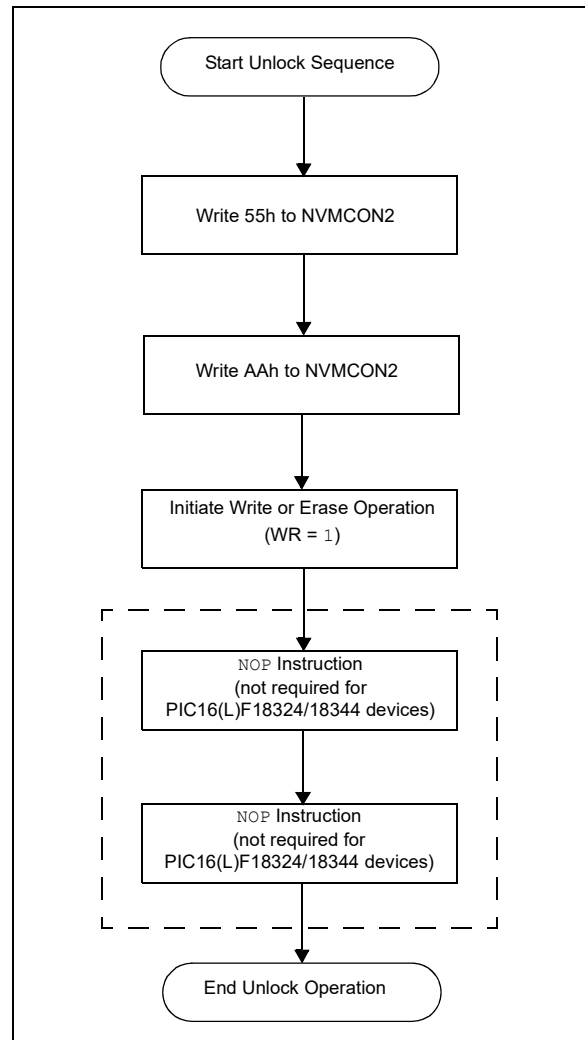 Start Unlock Sequence
Write 55h to NVMCON2
Write AAh to NVMCON2
Initiate Write or Erase Operation
(WR = 1)
NOP Instruction
(not required for
PIC16(L)F18324/18344 devices)
NOP Instruction
(not required for
PIC16(L)F18324/18344 devices)
End Unlock Operation